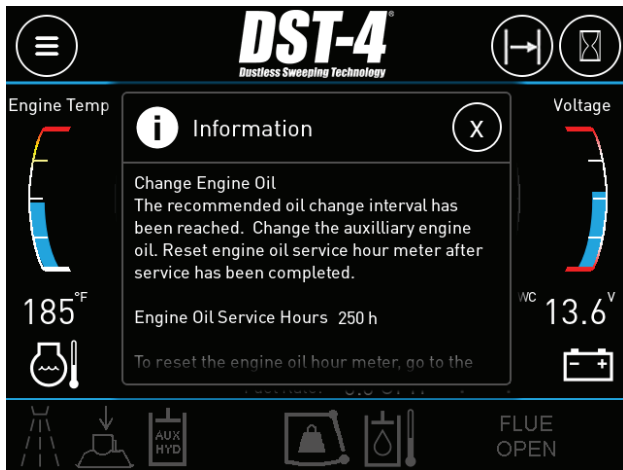 DST-4®
Dustless Sweeping Technology
Engine Temp
Voltage
i Information X
Change Engine Oil
The recommended oil change interval has
been reached. Change the auxilliary engine
oil. Reset engine oil service hour meter after
service has been completed.
Engine Oil Service Hours 250 h
To reset the engine oil hour meter, go to the
185°F
WC 13.6V
AUX
HYD
FLUE
OPEN